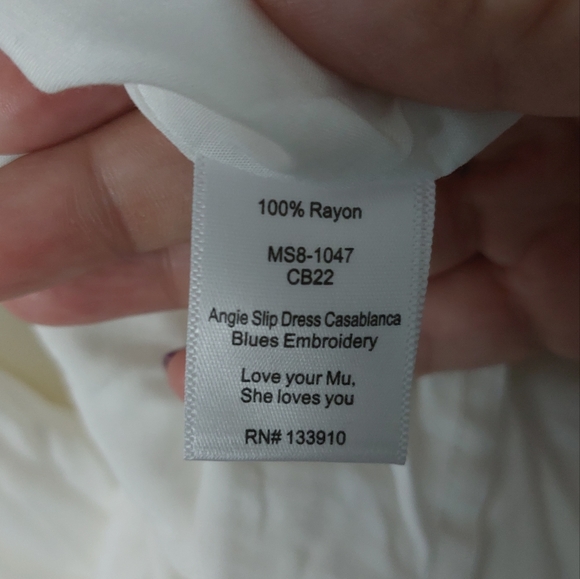 100% Rayon
MS8-1047
CB22
Angie Slip Dress Casablanca
Blues Embroidery
Love your Mu,
She loves you
RN# 133910